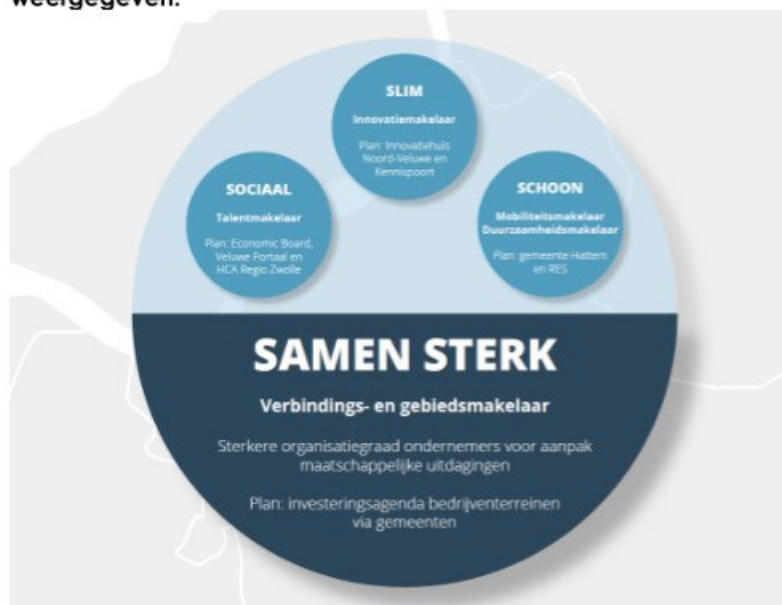 weergegeven.
SLIM
Innovatiemakelaar
Plan: Innovatiehuis
Noord-Veluwe en
Kennispoort
SOCIAAL
Talentmakelaar
Plan: Economic Board,
Veluwe Portaal en
HCA Regio Zwolle
SCHOON
Mobiliteitsmakelaar
Duurzaamheidsmakelaar
Plan: gemeente Hattem
en RES
SAMEN STERK
Verbindings- en gebiedsmakelaar
Sterkere organisatiegraad ondernemers voor aanpak
maatschappelijke uitdagingen
Plan: investeringsagenda bedrijventerreinen
via gemeenten